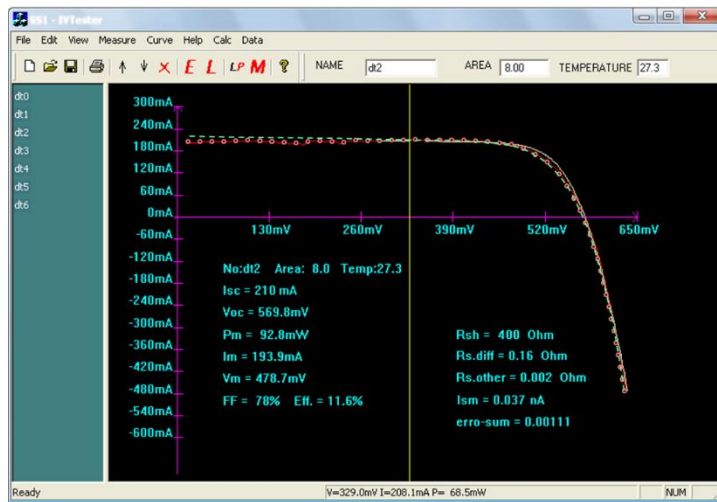 SS1 - IVTester
File Edit View Measure Curve Help Calc Data
E L LP M ? NAME dt2 AREA 8.00 TEMPERATURE 27.3
dt0
dt1
dt2
dt3
dt4
dt5
dt6
300mA
240mA
180mA
120mA
60mA
0mA
130mV 260mV 390mV 520mV 650mV
-60mA
-120mA
-180mA
-240mA
-300mA
-360mA
-420mA
-480mA
-540mA
-600mA
No:dt2 Area: 8.0 Temp:27.3
Isc = 210 mA
Voc = 569.8mV
Pm = 92.8mW
Im = 193.9mA
Vm = 478.7mV
FF = 78% Eff. = 11.6%
Rsh = 400 Ohm
Rs.diff = 0.16 Ohm
Rs.other = 0.002 Ohm
Ism = 0.037 nA
erro-sum = 0.00111
Ready V=329.0mV I=208.1mA P= 68.5mW NUM